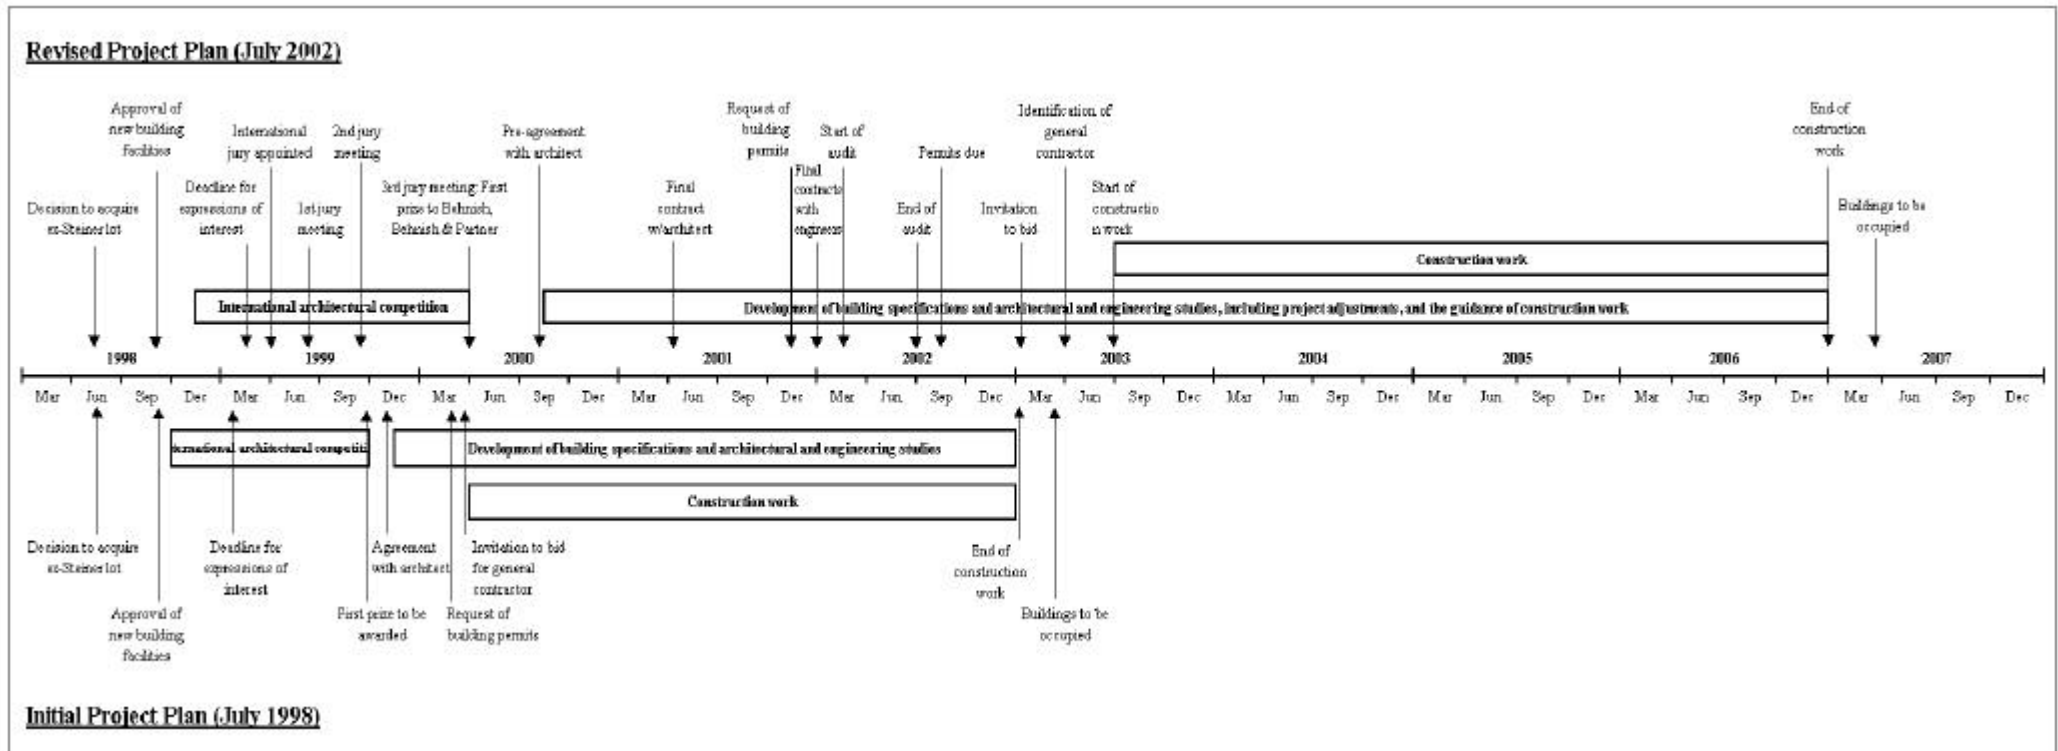 Revised Project Plan (July 2002)
Approval of
new building
facilities
International
jury appointed
2nd jury
meeting
Pre-agreement
with architect
Request of
building
permits
Start of
audit
Permits due
Identification of
general
contractor
End of
construction
work
Decision to acquire
ex-Steiner lot
Deadline for
expressions of
interest
1st jury
meeting
3rd jury meeting: First
prize to Behnish,
Behnish & Partner
Final
contract
w/architect
Final
contracts
with
engineers
End of
audit
Invitation
to bid
Start of
constructio
n work
Buildings to be
occupied
Construction work
International architectural competition
Development of building specifications and architectural and engineering studies, including project adjustments, and the guidance of construction work
1998 1999 2000 2001 2002 2003 2004 2005 2006 2007
Mar Jun Sep Dec Mar Jun Sep Dec Mar Jun Sep Dec Mar Jun Sep Dec Mar Jun Sep Dec Mar Jun Sep Dec Mar Jun Sep Dec Mar Jun Sep Dec Mar Jun Sep Dec Mar Jun Sep Dec
ternational architectural competiti
Development of building specifications and architectural and engineering studies
Construction work
Decision to acquire
ex-Steiner lot
Deadline for
expressions of
interest
Agreement
with architect
Invitation to bid
for general
contractor
End of
construction
work
Approval of
new building
facilities
First prize to be
awarded
Request of
building permits
Buildings to be
occupied
Initial Project Plan (July 1998)